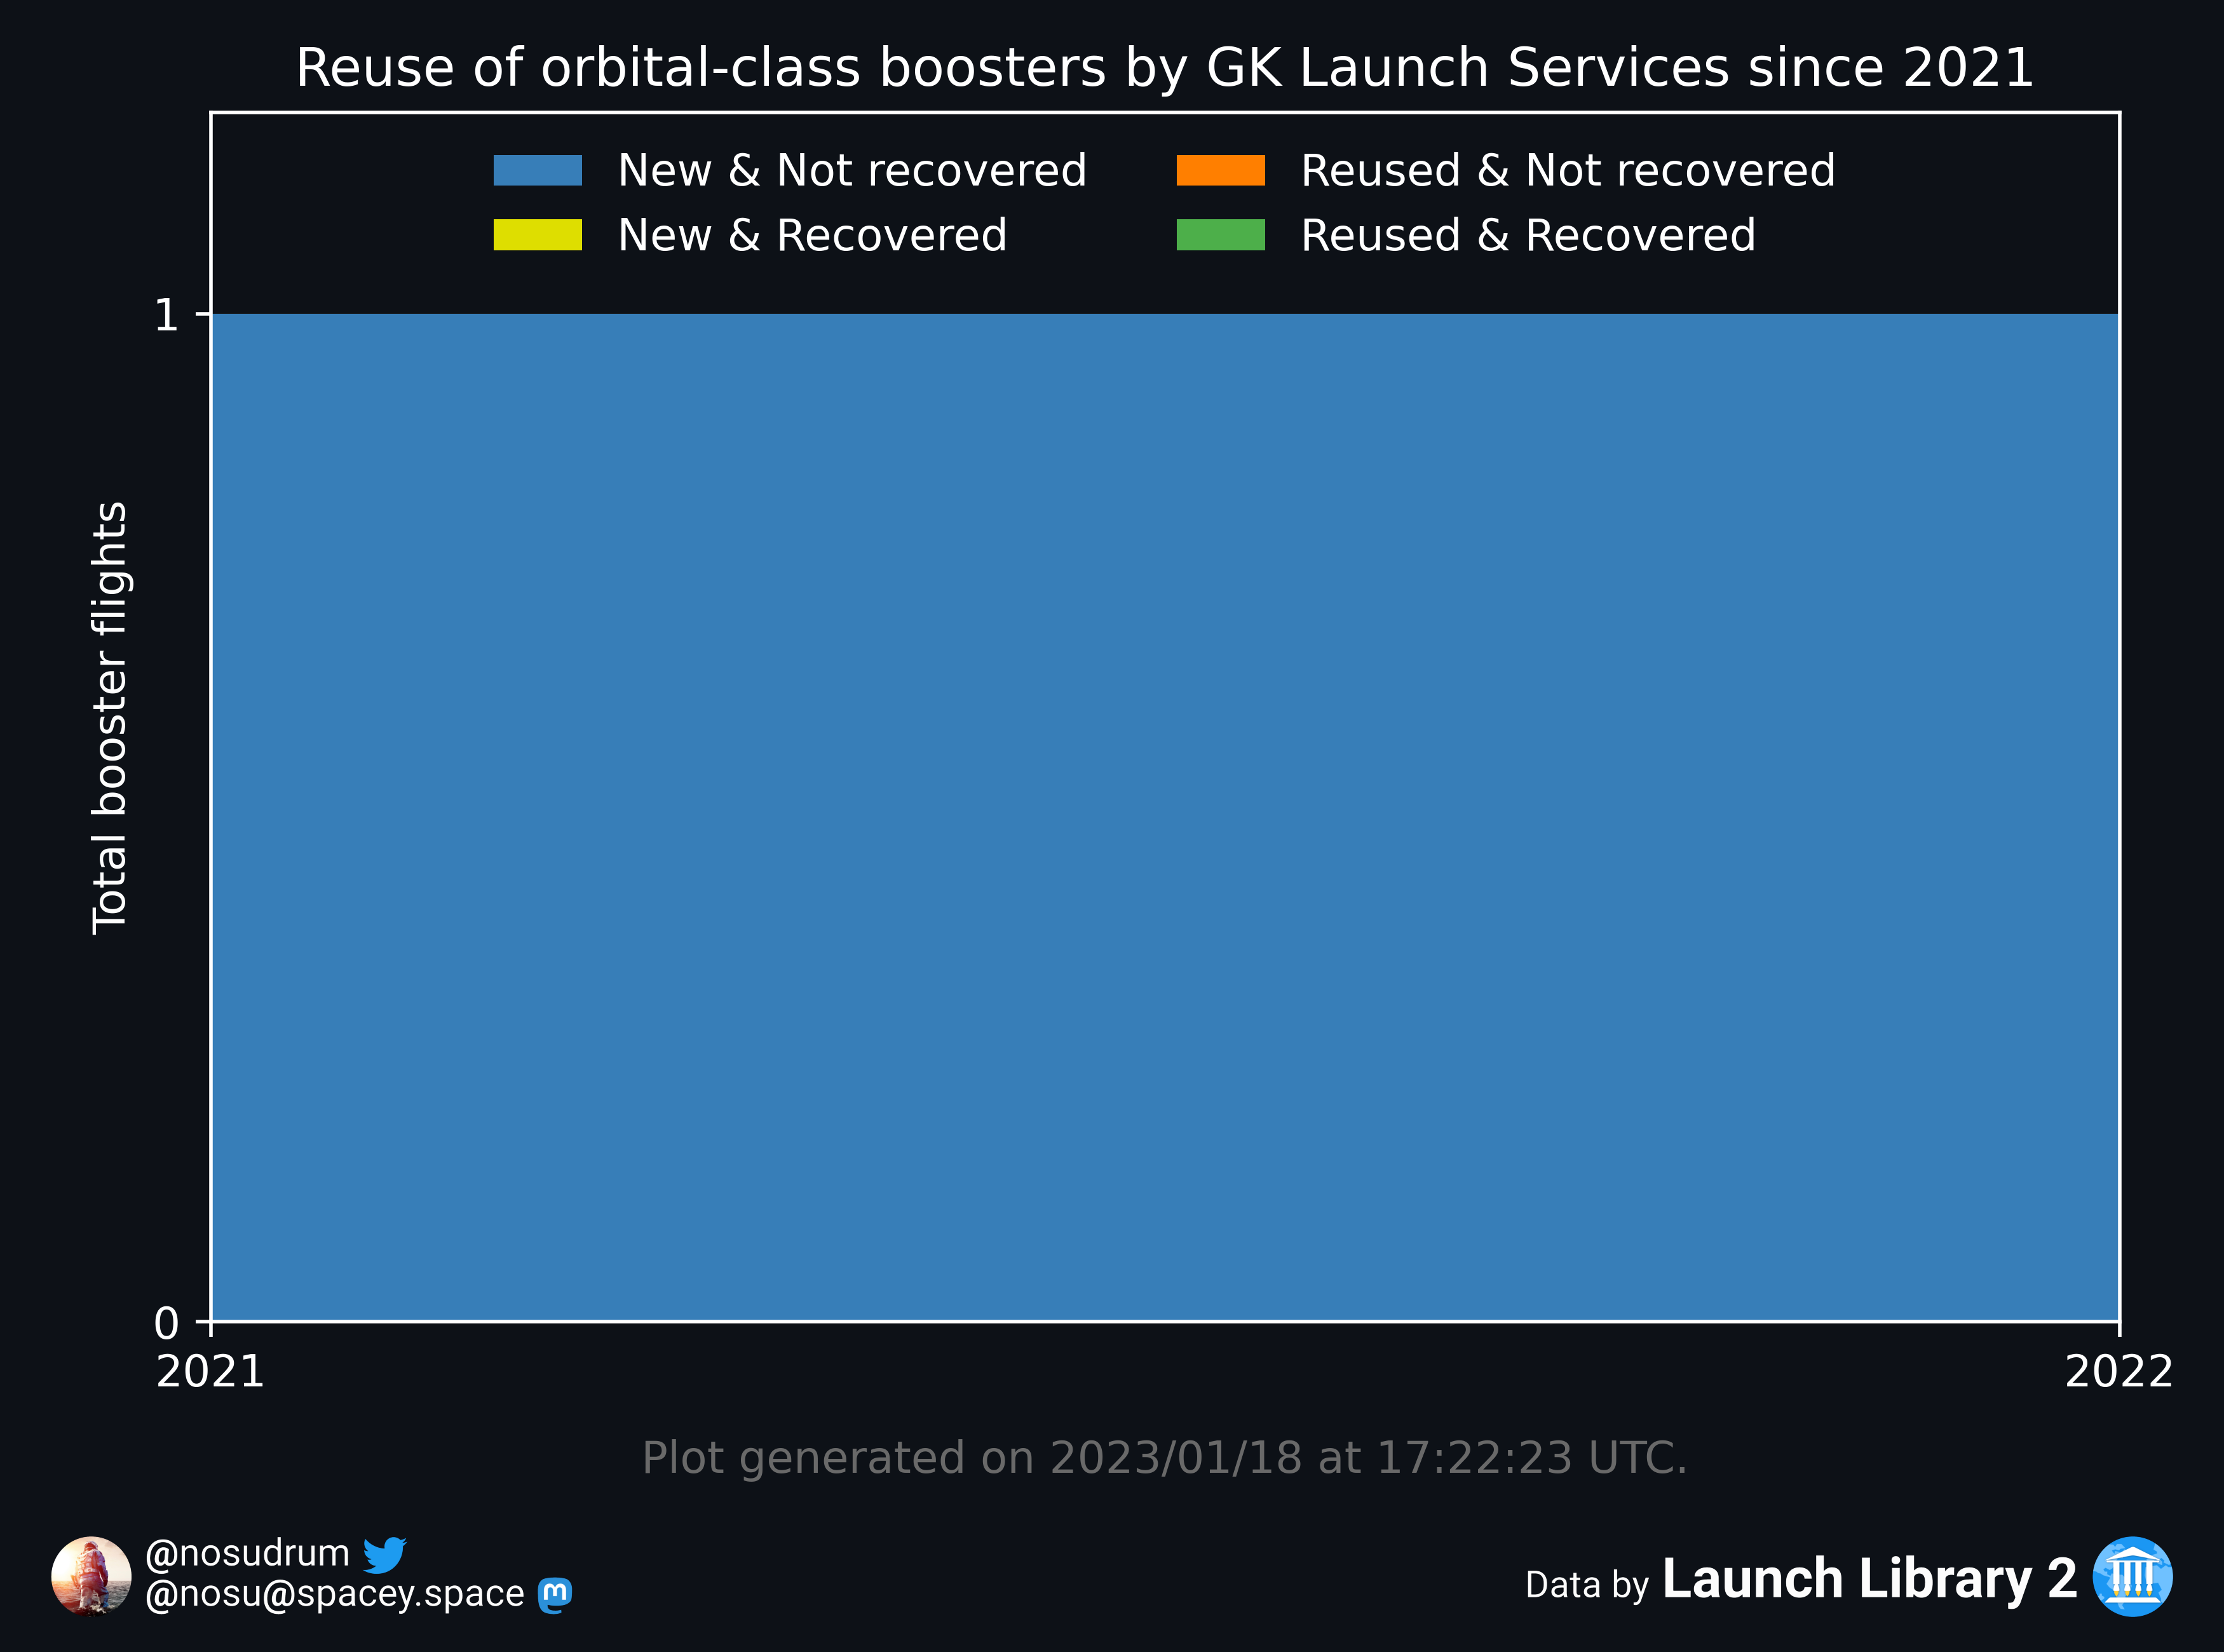 Reuse of orbital-class boosters by GK Launch Services since 2021
New & Not recovered
New & Recovered
Reused & Not recovered
Reused & Recovered
Total booster flights
1
0
2021
2022
Plot generated on 2023/01/18 at 17:22:23 UTC.
@nosudrum
@nosu@spacey.space
Data by Launch Library 2